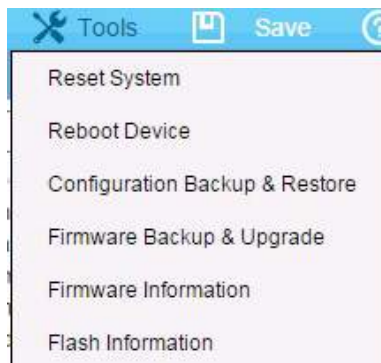 Tools Save
Reset System
Reboot Device
Configuration Backup & Restore
Firmware Backup & Upgrade
Firmware Information
Flash Information